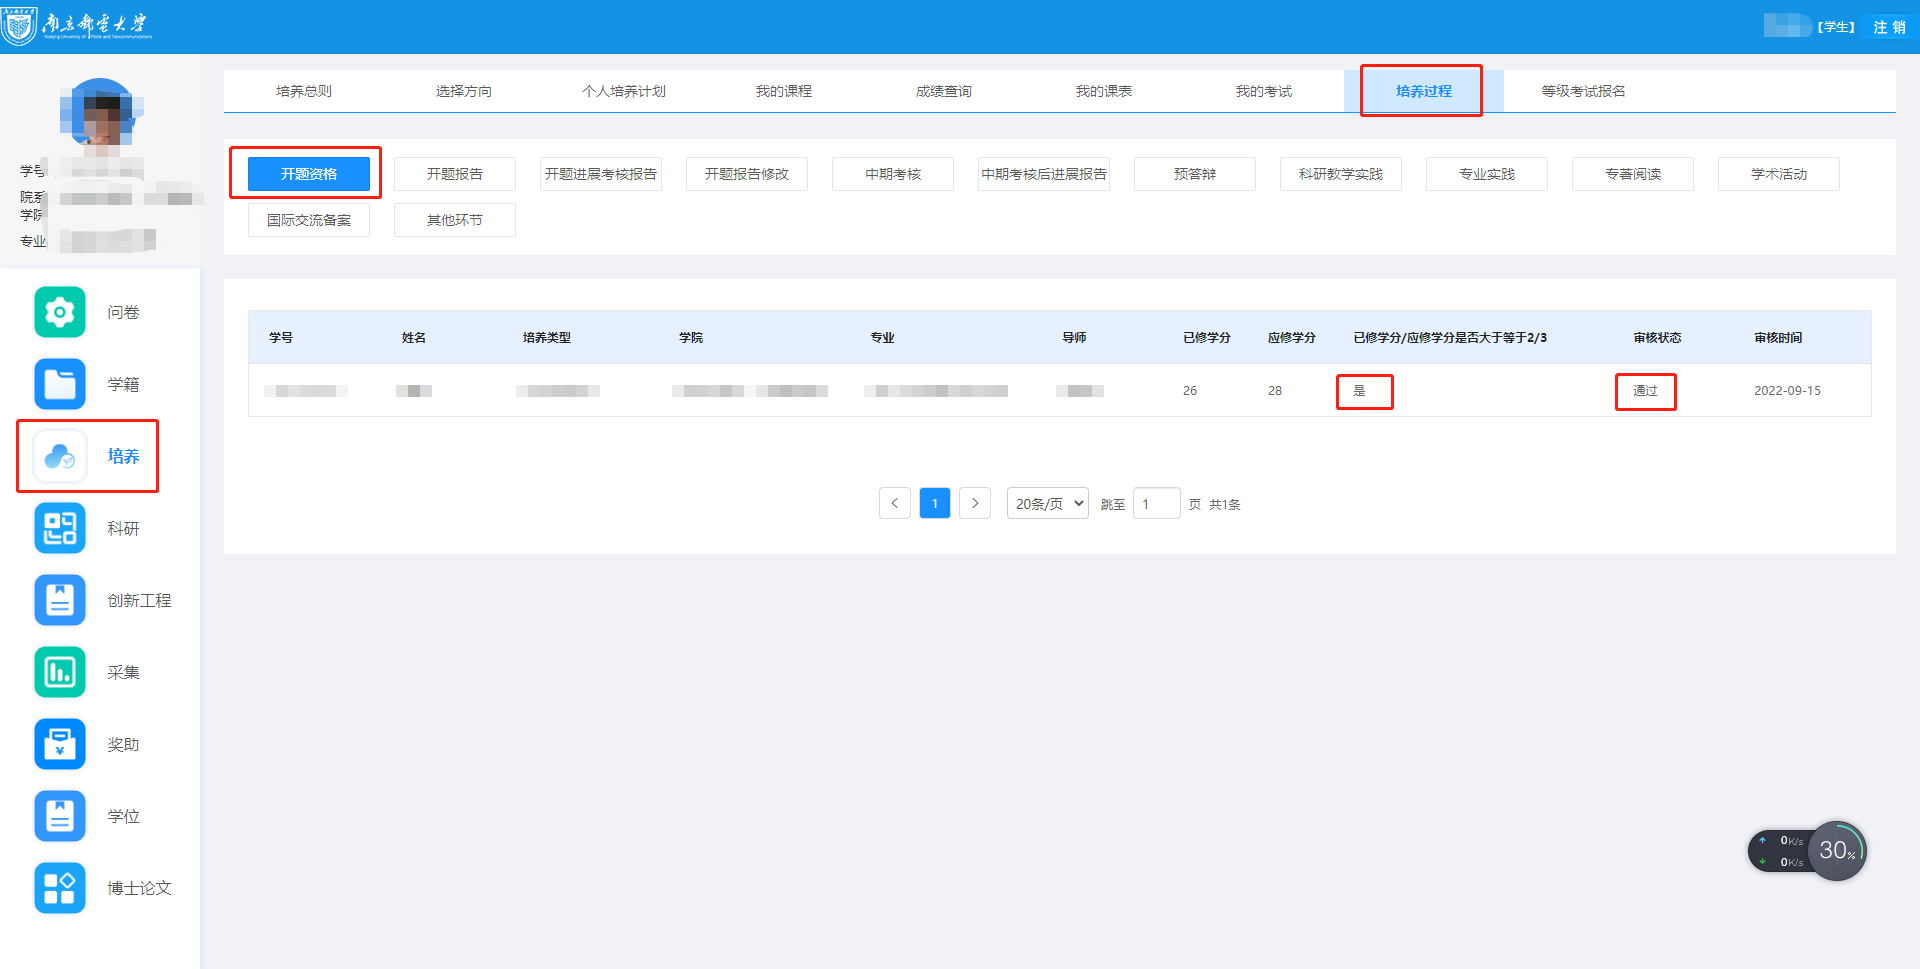 南京邮电大学
Nanjing University of Posts and Telecommunications
【学生】
注 销
学号
院系
学院
专业
培养总则 选择方向 个人培养计划 我的课程 成绩查询 我的课表 我的考试 培养过程 等级考试报名
开题资格 开题报告 开题进展考核报告 开题报告修改 中期考核 中期考核后进展报告 预答辩 科研教学实践 专业实践 专著阅读 学术活动
国际交流备案 其他环节
问卷
学籍
培养
科研
创新工程
采集
奖助
学位
博士论文
学号 姓名 培养类型 学院 专业 导师 已修学分 应修学分 已修学分/应修学分是否大于等于2/3 审核状态 审核时间
26 28 是 通过 2022-09-15
< 1 > 20条/页 跳至 1 页 共1条
0K/s
0K/s
30%